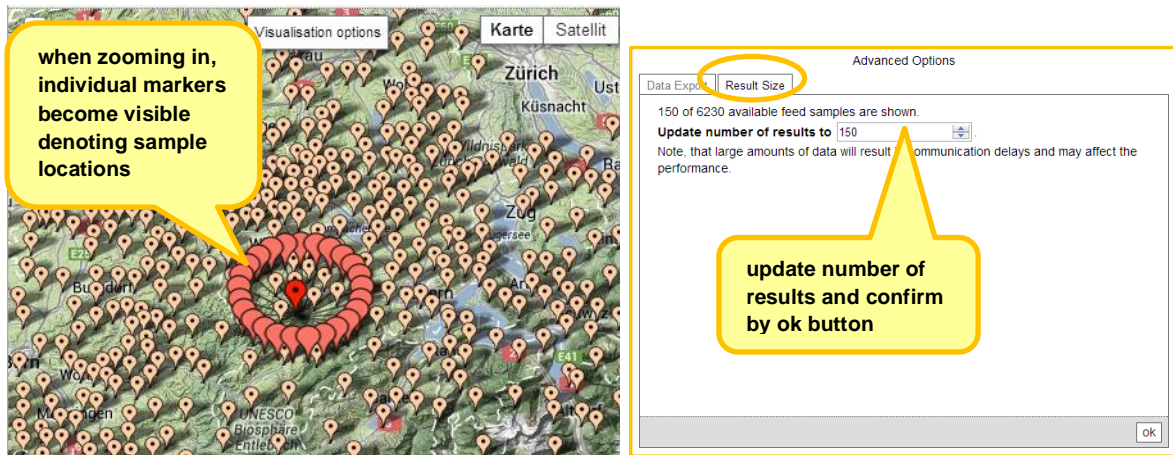 when zooming in,
individual markers
become visible
denoting sample
locations
Visualisation options
Karte
Satellit
Zürich
Küsnacht
Ust
Zug
E41
UNESCO
Biosphäre
Entlebuch
Advanced Options
Data Export
Result Size
150 of 6230 available feed samples are shown.
Update number of results to 150
Note, that large amounts of data will result communication delays and may affect the
performance.
update number of
results and confirm
by ok button
ok